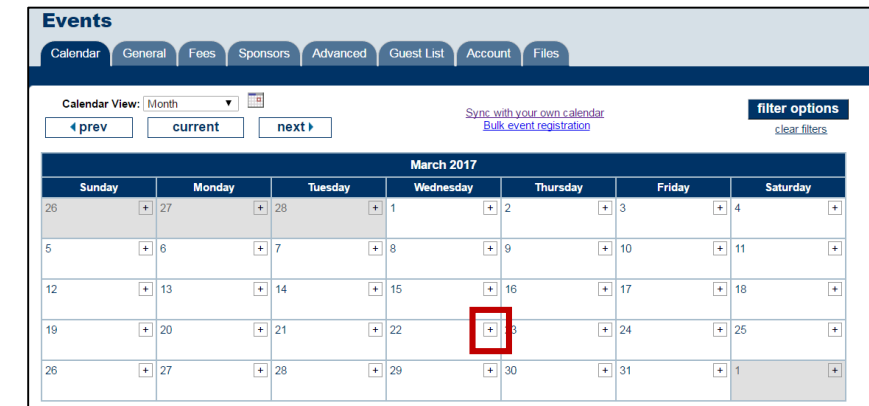 Events
Calendar General Fees Sponsors Advanced Guest List Account Files
Calendar View: Month
Sync with your own calendar
filter options
prev current next
Bulk event registration
clear filters
March 2017
Sunday Monday Tuesday Wednesday Thursday Friday Saturday
26 + 27 + 28 + 1 + 2 + 3 + 4 +
5 + 6 + 7 + 8 + 9 + 10 + 11 +
12 + 13 + 14 + 15 + 16 + 17 + 18 +
19 + 20 + 21 + 22 + 23 + 24 + 25 +
26 + 27 + 28 + 29 + 30 + 31 + 1 +